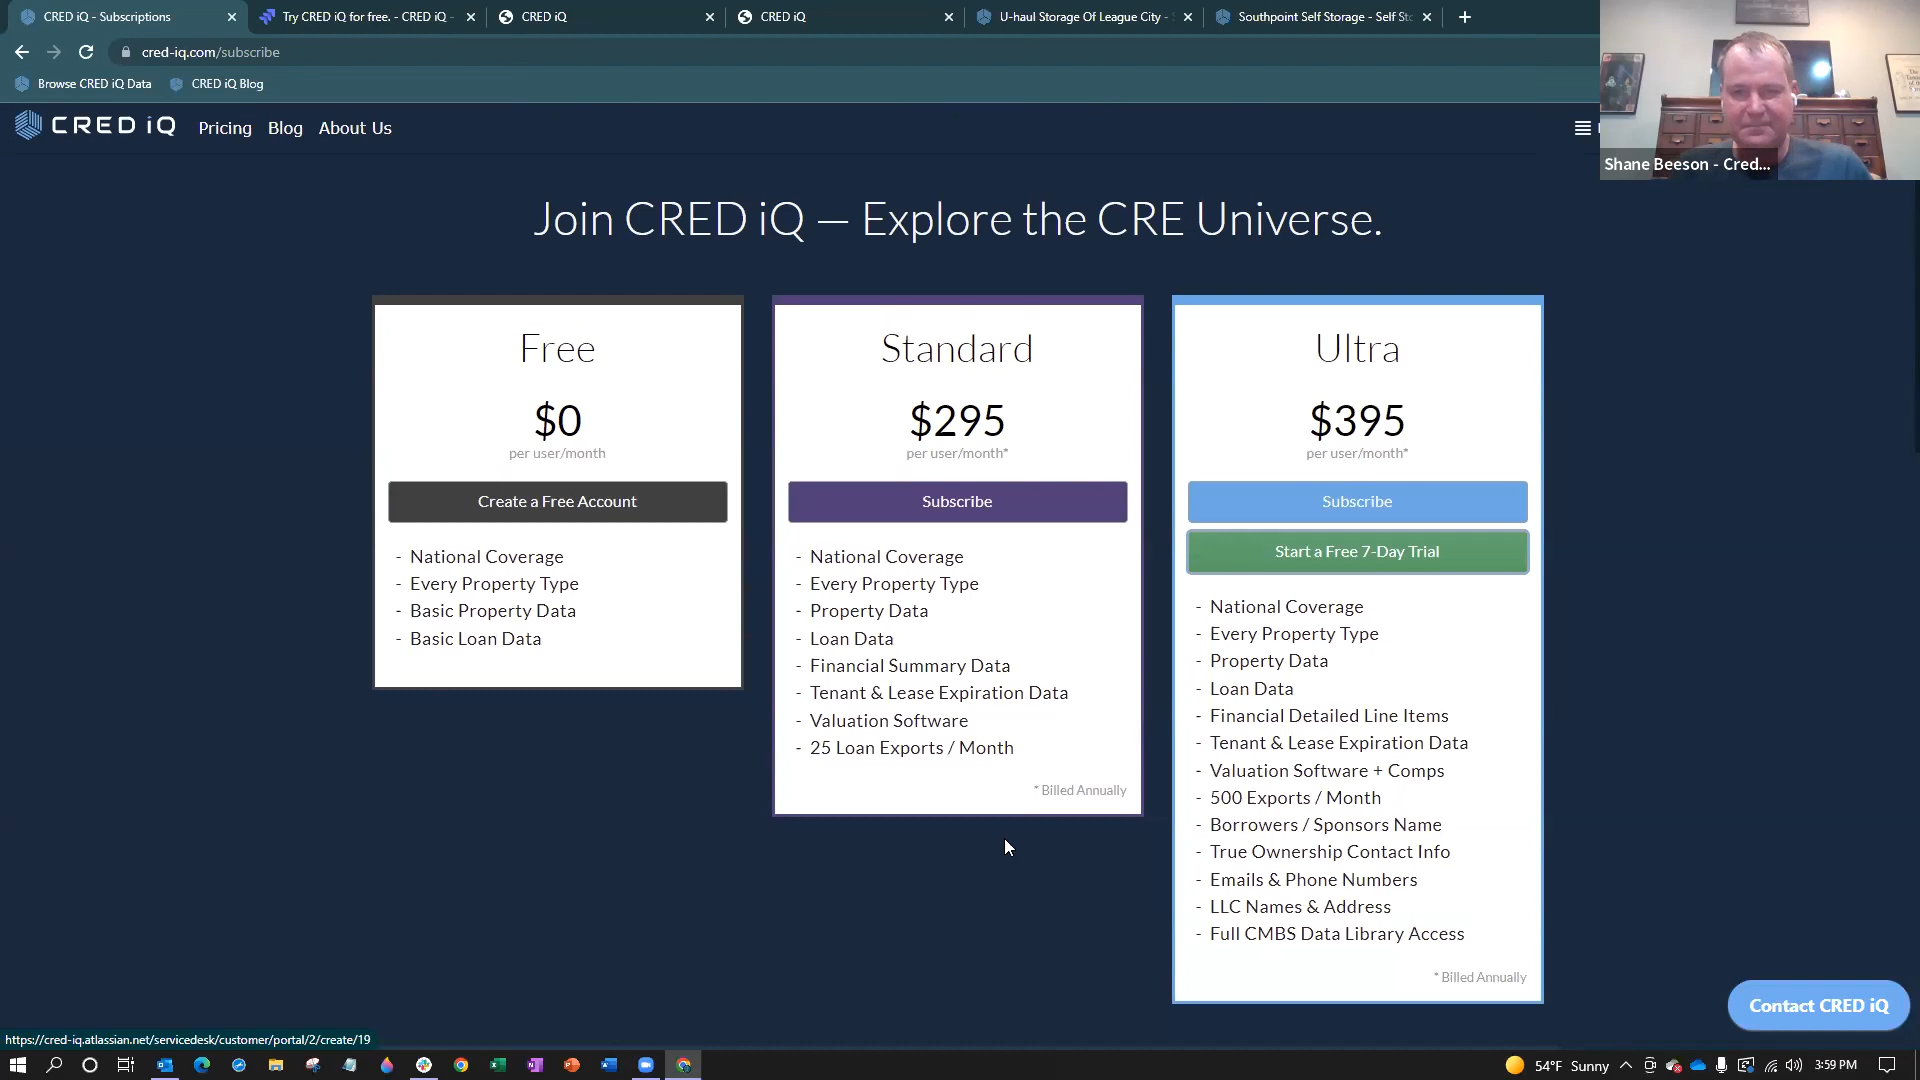 CRED iQ - Subscriptions
Try CRED iQ for free. - CRED iQ -
CRED iQ
CRED iQ
U-haul Storage Of League City -
Southpoint Self Storage - Self
cred-iq.com/subscribe
Browse CRED iQ Data
CRED iQ Blog
CRED iQ
Pricing
Blog
About Us
Shane Beeson - Cred...
Join CRED iQ — Explore the CRE Universe.
Free
$0
per user/month
Create a Free Account
- National Coverage
- Every Property Type
- Basic Property Data
- Basic Loan Data
Standard
$295
per user/month*
Subscribe
- National Coverage
- Every Property Type
- Property Data
- Loan Data
- Financial Summary Data
- Tenant & Lease Expiration Data
- Valuation Software
- 25 Loan Exports / Month
* Billed Annually
Ultra
$395
per user/month*
Subscribe
Start a Free 7-Day Trial
- National Coverage
- Every Property Type
- Property Data
- Loan Data
- Financial Detailed Line Items
- Tenant & Lease Expiration Data
- Valuation Software + Comps
- 500 Exports / Month
- Borrowers / Sponsors Name
- True Ownership Contact Info
- Emails & Phone Numbers
- LLC Names & Address
- Full CMBS Data Library Access
* Billed Annually
Contact CRED iQ
https://cred-iq.atlassian.net/servicedesk/customer/portal/2/create/19
54°F Sunny
3:59 PM